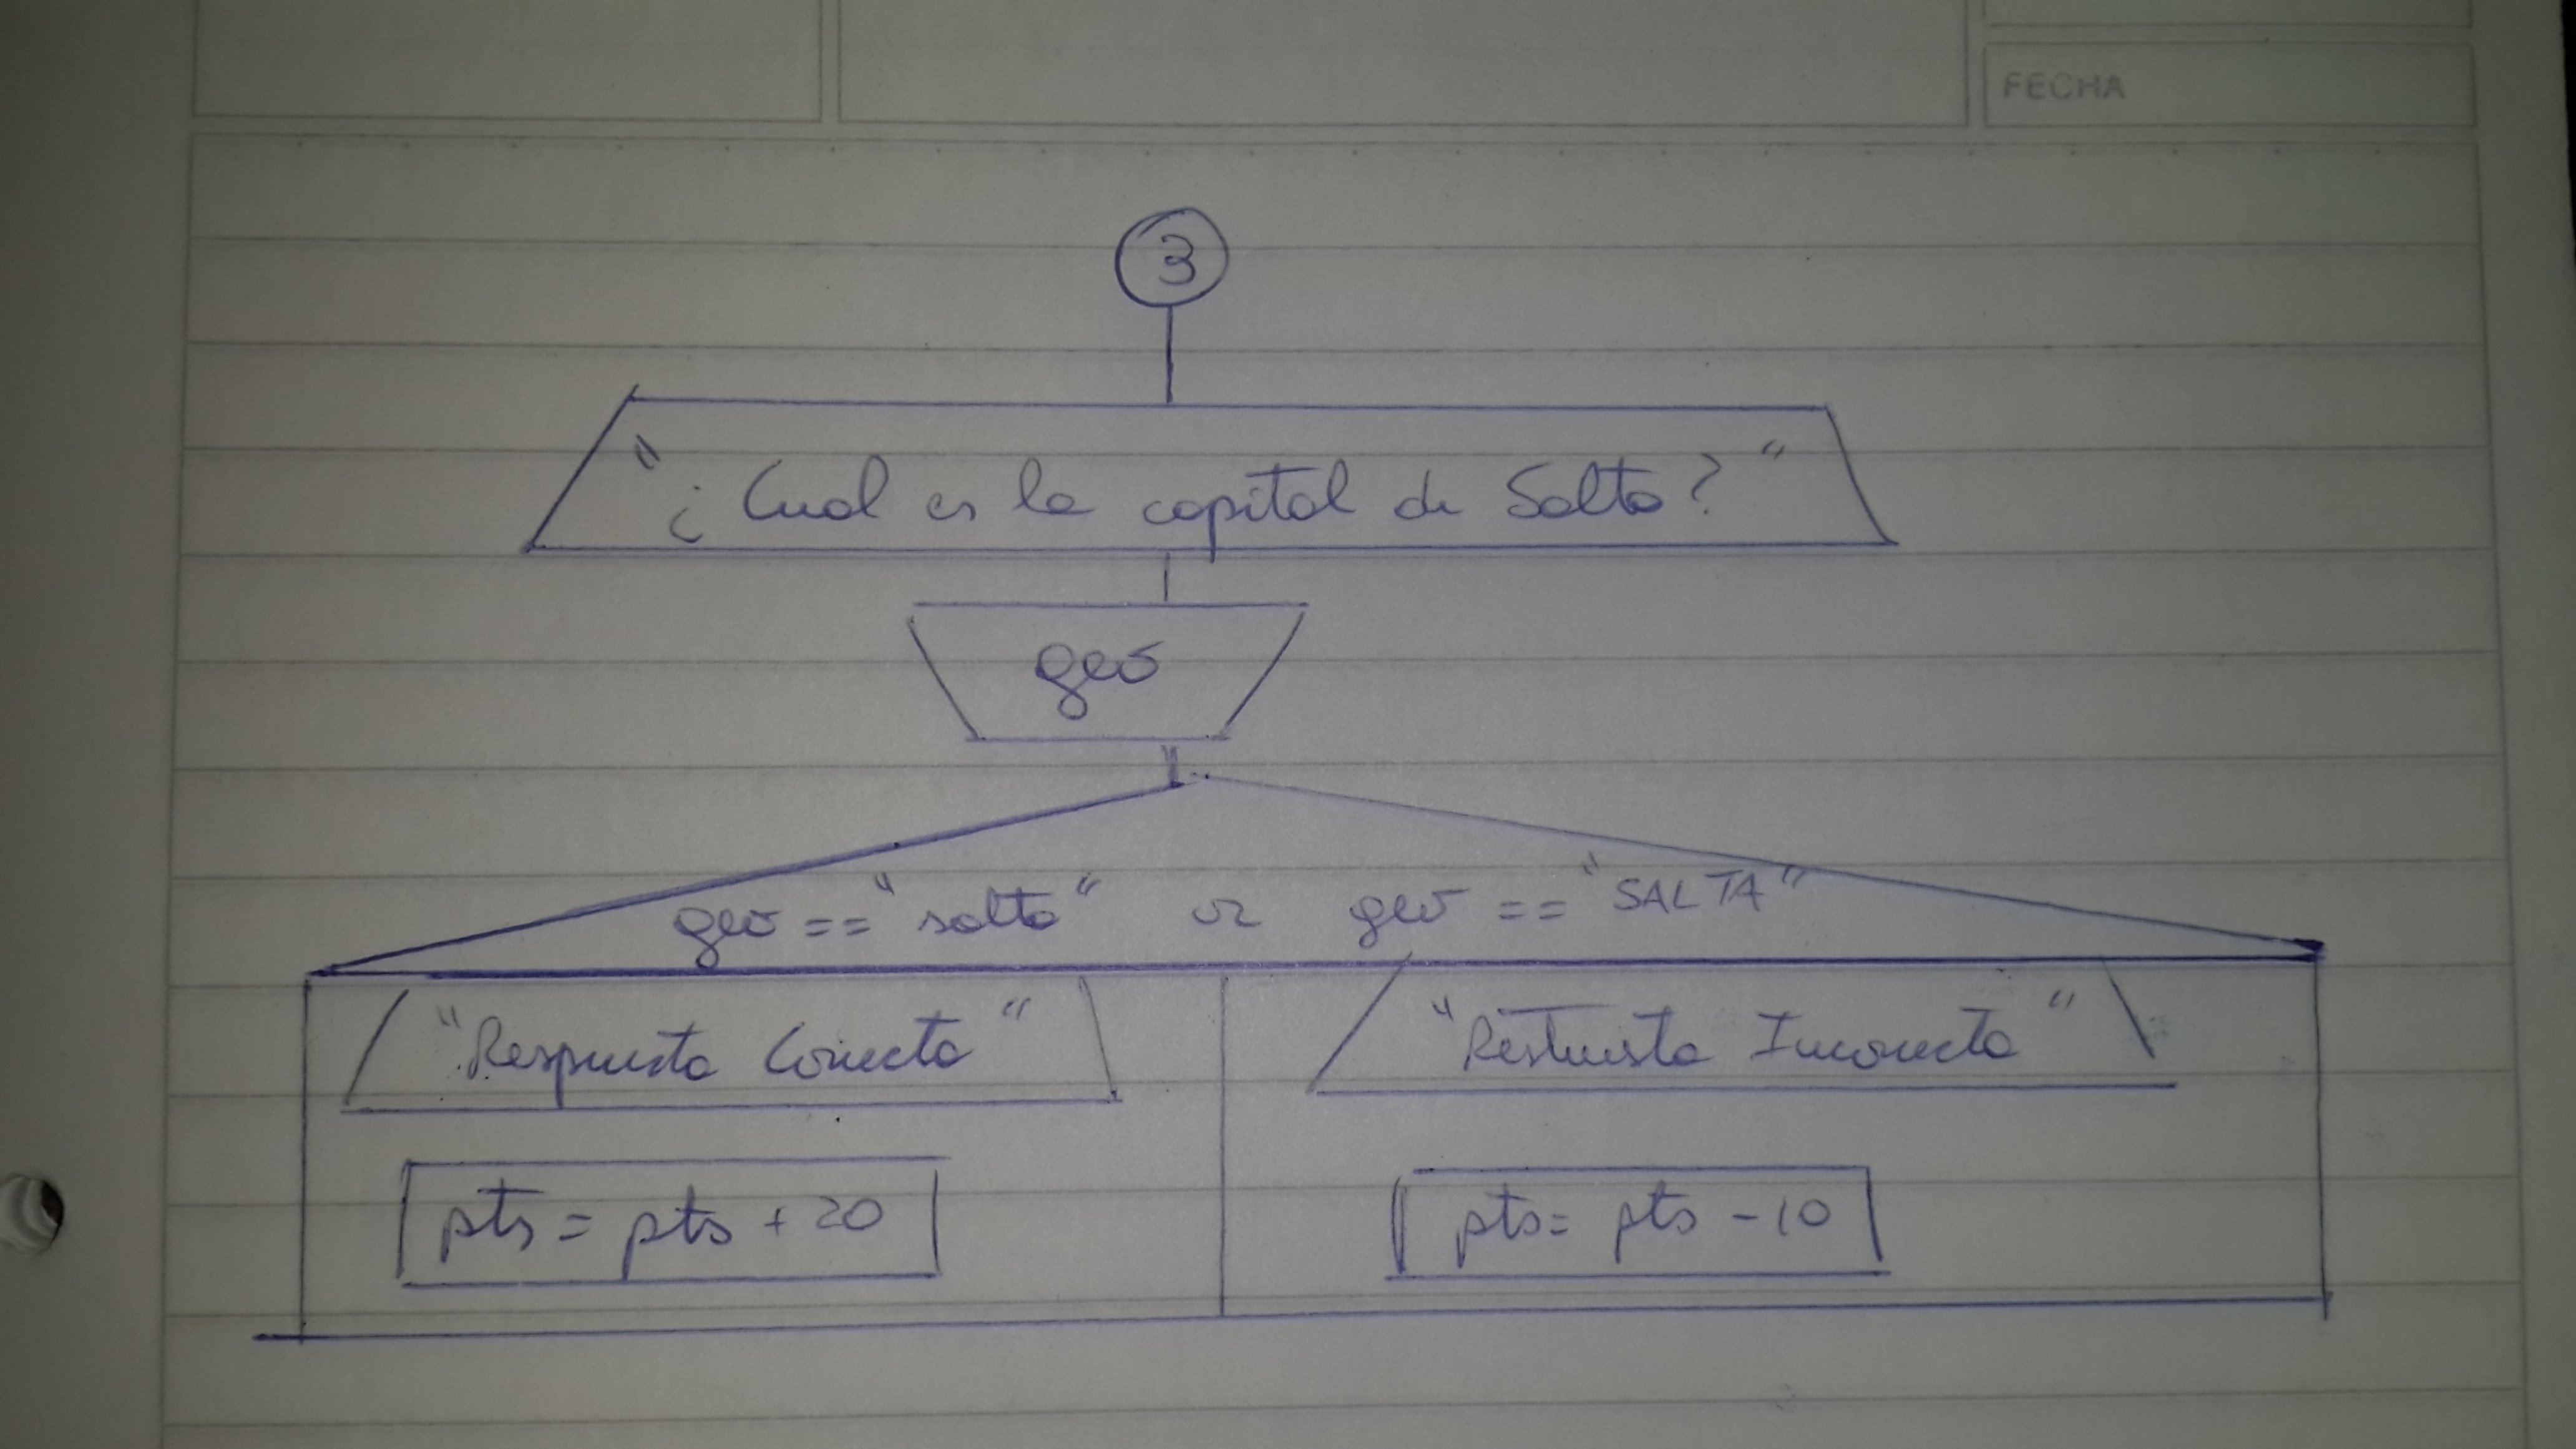 FECHA
3
"¿Cual es la capital de Salta?"
geo
geo == "salta" or geo == "SALTA"
"Respuesta Correcta" "Respuesta Incorrecta"
pts = pts + 20 pts = pts - 10